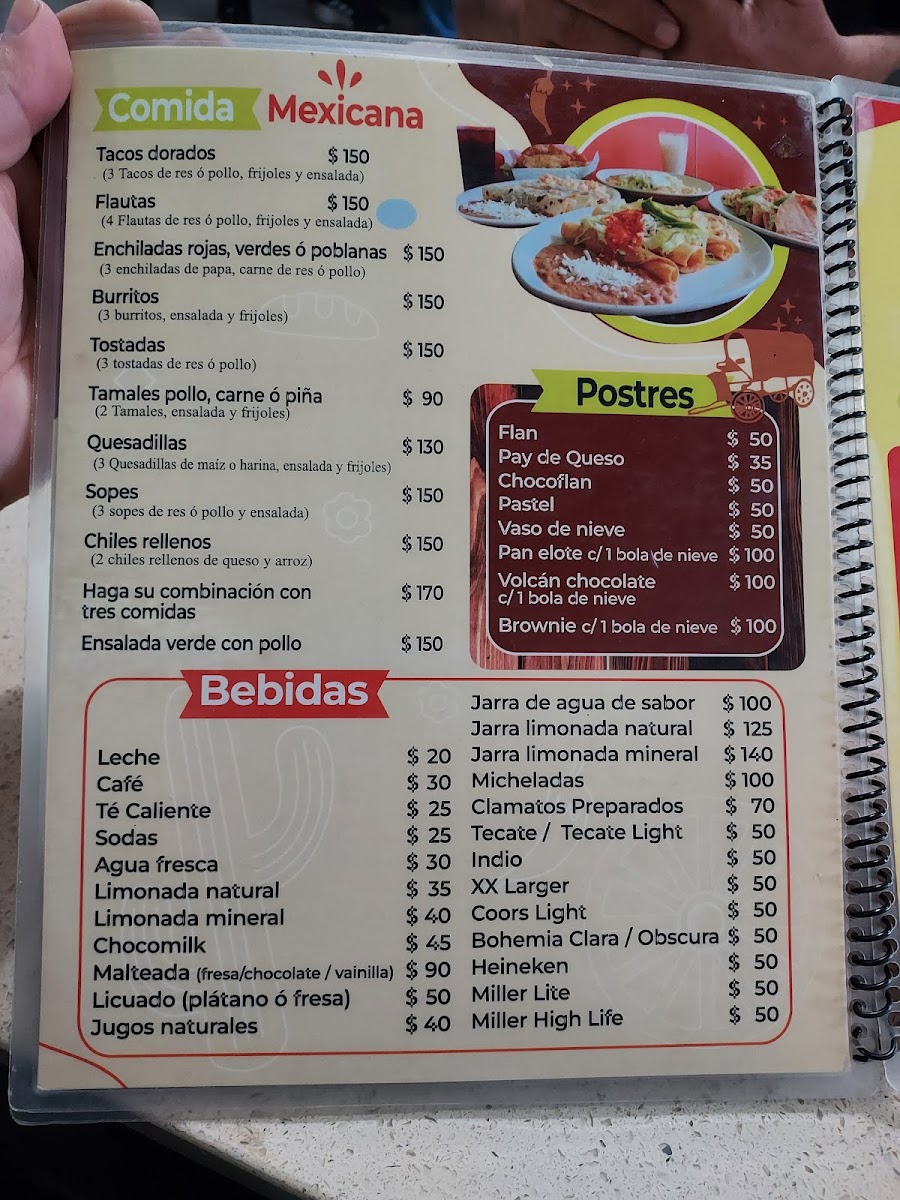 Comida Mexicana
Tacos dorados $ 150
(3 Tacos de res ó pollo, frijoles y ensalada)
Flautas $ 150
(4 Flautas de res ó pollo, frijoles y ensalada)
Enchiladas rojas, verdes ó poblanas $ 150
(3 enchiladas de papa, carne de res ó pollo)
Burritos $ 150
(3 burritos, ensalada y frijoles)
Tostadas $ 150
(3 tostadas de res ó pollo)
Tamales pollo, carne ó piña $ 90
(2 Tamales, ensalada y frijoles)
Quesadillas $ 130
(3 Quesadillas de maíz o harina, ensalada y frijoles)
Sopes $ 150
(3 sopes de res ó pollo y ensalada)
Chiles rellenos $ 150
(2 chiles rellenos de queso y arroz)
Haga su combinación con $ 170
tres comidas
Ensalada verde con pollo $ 150
Postres
Flan $ 50
Pay de Queso $ 35
Chocoflan $ 50
Pastel $ 50
Vaso de nieve $ 50
Pan elote c/1 bola de nieve $ 100
Volcán chocolate $ 100
c/1 bola de nieve
Brownie c/1 bola de nieve $ 100
Bebidas
Leche $ 20
Café $ 30
Té Caliente $ 25
Sodas $ 25
Agua fresca $ 30
Limonada natural $ 35
Limonada mineral $ 40
Chocomilk $ 45
Malteada (fresa/chocolate / vainilla) $ 90
Licuado (plátano ó fresa) $ 50
Jugos naturales $ 40
Jarra de agua de sabor $ 100
Jarra limonada natural $ 125
Jarra limonada mineral $ 140
Micheladas $ 100
Clamatos Preparados $ 70
Tecate / Tecate Light $ 50
Indio $ 50
XX Larger $ 50
Coors Light $ 50
Bohemia Clara / Obscura $ 50
Heineken $ 50
Miller Lite $ 50
Miller High Life $ 50